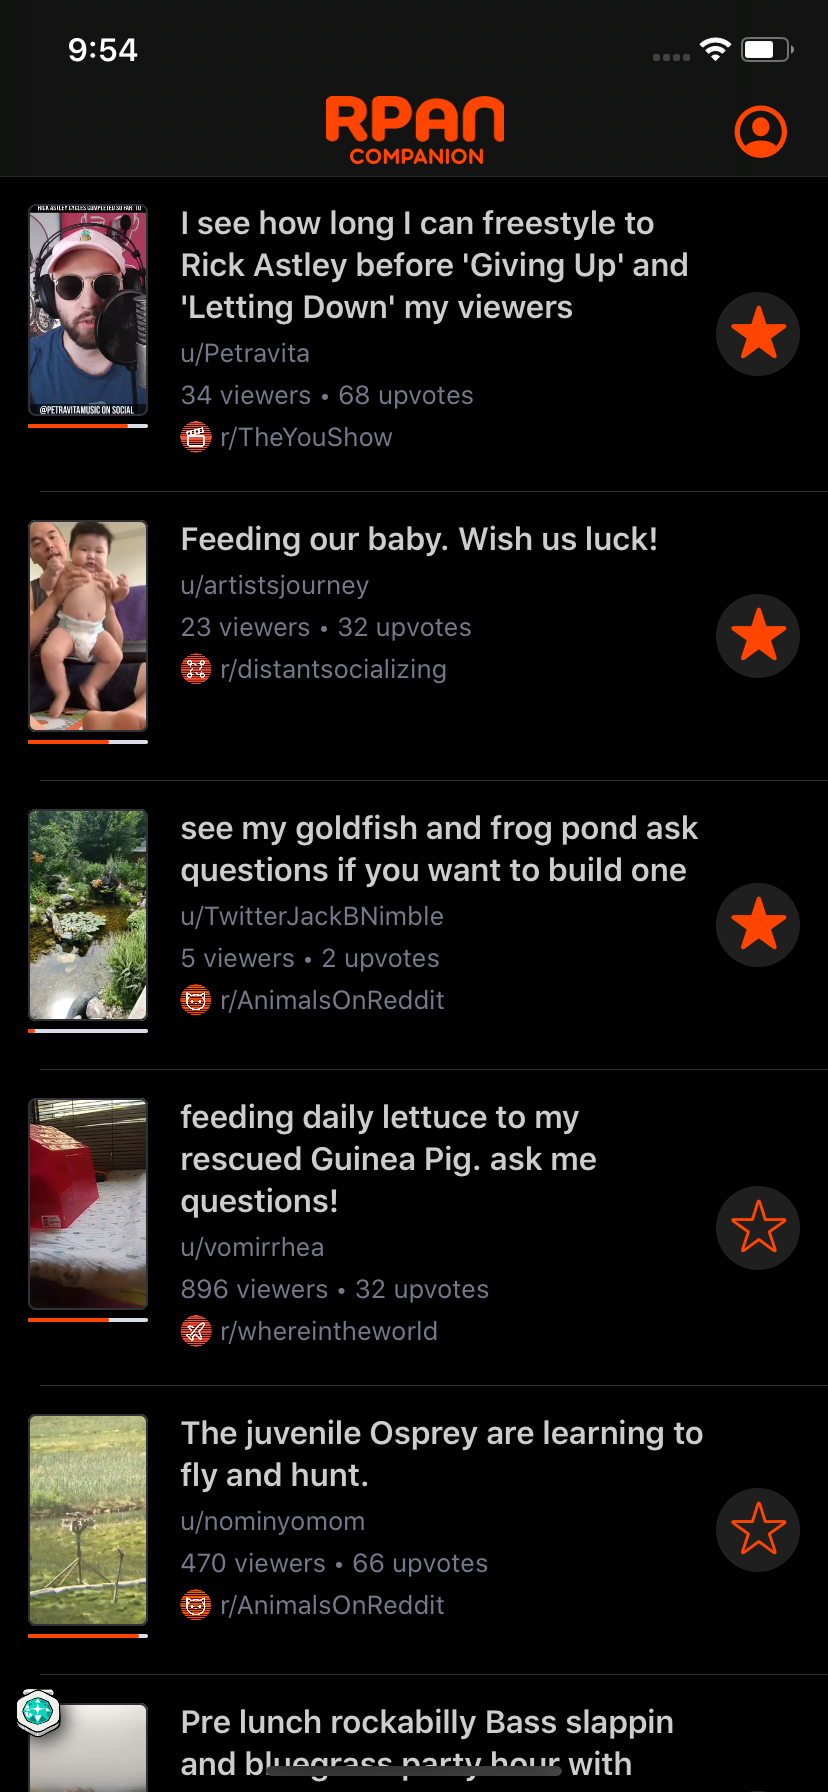 9:54
RPAN
COMPANION
RICK ASTLEY CYCLES COMPLETED SO FAR: 10
@PETRAVITAMUSIC ON SOCIAL
I see how long I can freestyle to
Rick Astley before 'Giving Up' and
'Letting Down' my viewers
u/Petravita
34 viewers • 68 upvotes
r/TheYouShow
Feeding our baby. Wish us luck!
u/artistsjourney
23 viewers • 32 upvotes
r/distantsocializing
see my goldfish and frog pond ask
questions if you want to build one
u/TwitterJackBNimble
5 viewers • 2 upvotes
r/AnimalsOnReddit
feeding daily lettuce to my
rescued Guinea Pig. ask me
questions!
u/vomirrhea
896 viewers • 32 upvotes
r/whereintheworld
The juvenile Osprey are learning to
fly and hunt.
u/nominyomom
470 viewers • 66 upvotes
r/AnimalsOnReddit
Pre lunch rockabilly Bass slappin
and bluegrass party hour with